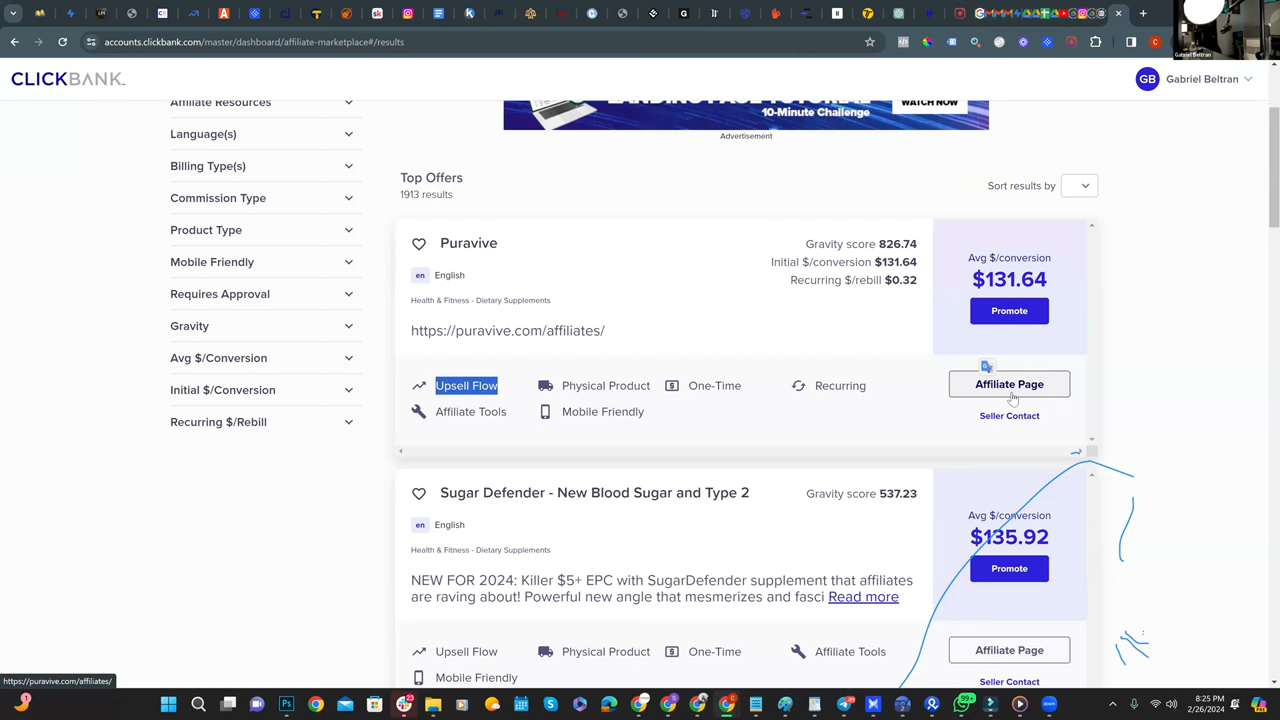 accounts.clickbank.com/master/dashboard/affiliate-marketplace#/results
Gabriel Beltran
CLICKBANK
GB
Gabriel Beltran
Affiliate Resources
Language(s)
Billing Type(s)
Commission Type
Product Type
Mobile Friendly
Requires Approval
Gravity
Avg $/Conversion
Initial $/Conversion
Recurring $/Rebill
WATCH NOW
10-Minute Challenge
Advertisement
Top Offers
1913 results
Sort results by
Puravive
Gravity score 826.74
Initial $/conversion $131.64
Recurring $/rebill $0.32
en English
Health & Fitness - Dietary Supplements
https://puravive.com/affiliates/
Avg $/conversion
$131.64
Promote
Upsell Flow
Physical Product
One-Time
Recurring
Affiliate Tools
Mobile Friendly
Affiliate Page
Seller Contact
Sugar Defender - New Blood Sugar and Type 2
Gravity score 537.23
en English
Health & Fitness - Dietary Supplements
NEW FOR 2024: Killer $5+ EPC with SugarDefender supplement that affiliates
are raving about! Powerful new angle that mesmerizes and fasci Read more
Avg $/conversion
$135.92
Promote
Upsell Flow
Physical Product
One-Time
Affiliate Tools
Mobile Friendly
Affiliate Page
Seller Contact
https://puravive.com/affiliates/
8:25 PM
2/26/2024